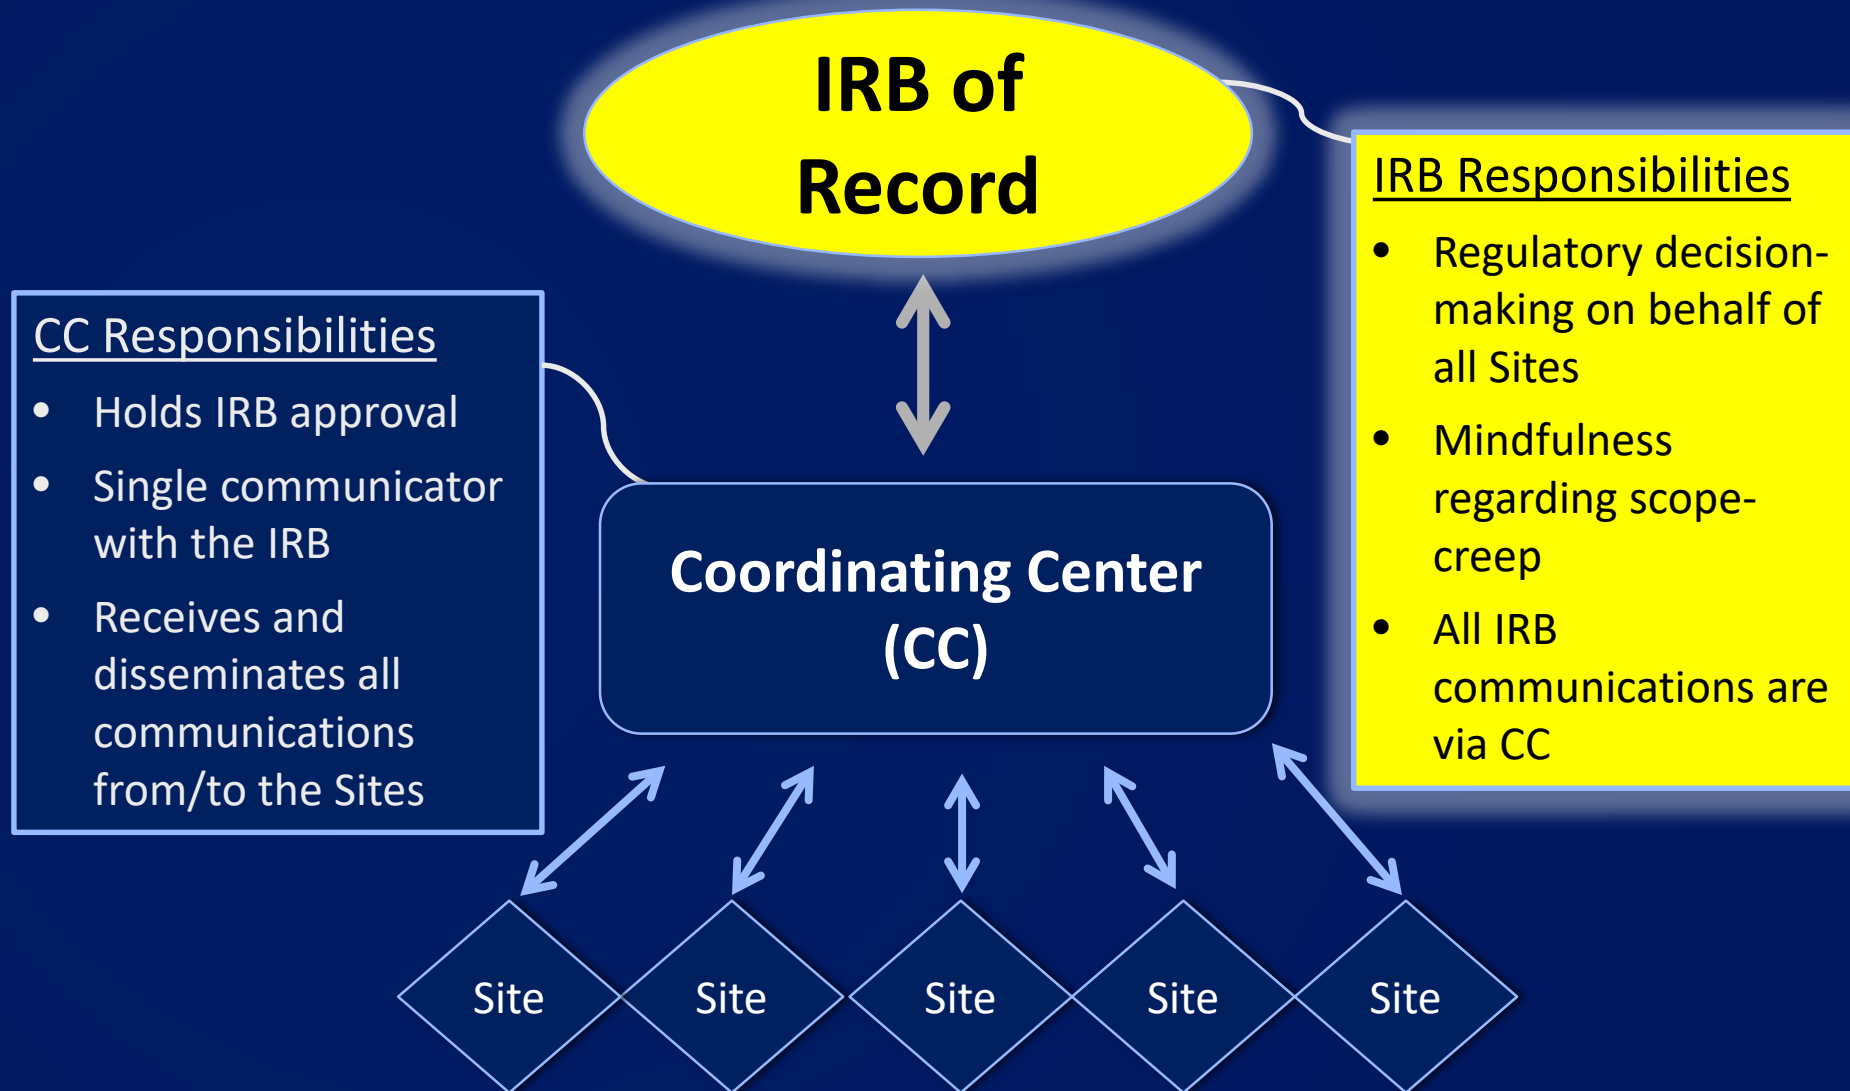 IRB of
Record
CC Responsibilities
• Holds IRB approval
• Single communicator
with the IRB
• Receives and
disseminates all
communications
from/to the Sites
Coordinating Center
(CC)
IRB Responsibilities
• Regulatory decision-
making on behalf of
all Sites
• Mindfulness
regarding scope-
creep
• All IRB
communications are
via CC
Site
Site
Site
Site
Site